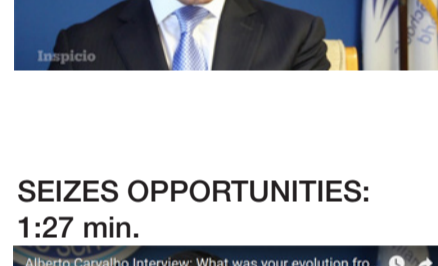 Inspicio
SEIZES OPPORTUNITIES:
1:27 min.
Alberto Carvalho Interview: What was your evolution fro